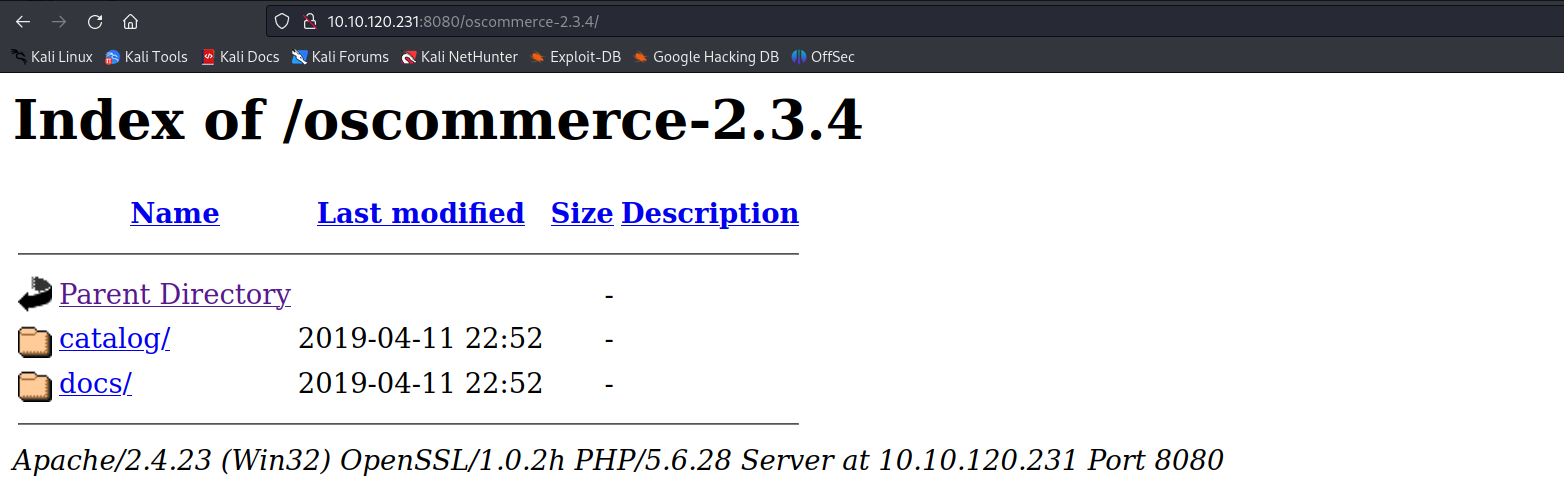 10.10.120.231:8080/oscommerce-2.3.4/
Kali Linux Kali Tools Kali Docs Kali Forums Kali NetHunter Exploit-DB Google Hacking DB OffSec
Index of /oscommerce-2.3.4
Name Last modified Size Description
Parent Directory -
catalog/ 2019-04-11 22:52 -
docs/ 2019-04-11 22:52 -
Apache/2.4.23 (Win32) OpenSSL/1.0.2h PHP/5.6.28 Server at 10.10.120.231 Port 8080